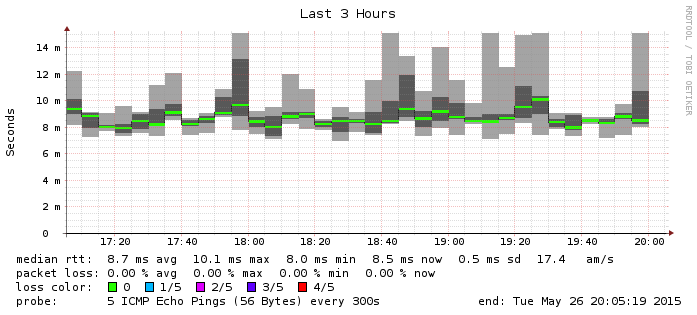 Last 3 Hours
RRDTOOL / TOBI OETIKER
Seconds
14 m
12 m
10 m
8 m
6 m
4 m
2 m
0
17:20 17:40 18:00 18:20 18:40 19:00 19:20 19:40 20:00
median rtt: 8.7 ms avg 10.1 ms max 8.0 ms min 8.5 ms now 0.5 ms sd 17.4 am/s
packet loss: 0.00 % avg 0.00 % max 0.00 % min 0.00 % now
loss color: 0 1/5 2/5 3/5 4/5
probe: 5 ICMP Echo Pings (56 Bytes) every 300s end: Tue May 26 20:05:19 2015